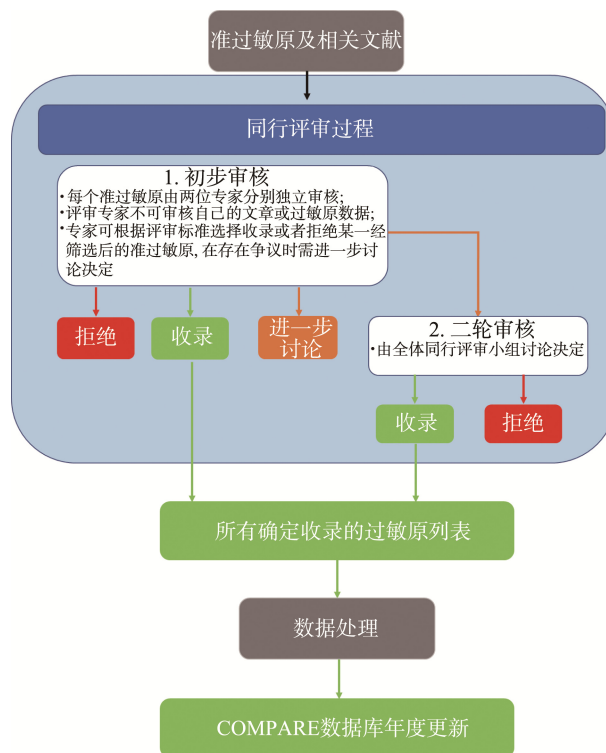 准过敏原及相关文献
同行评审过程
1. 初步审核
•每个准过敏原由两位专家分别独立审核;
•评审专家不可审核自己的文章或过敏原数据;
•专家可根据评审标准选择收录或者拒绝某一经
筛选后的准过敏原, 在存在争议时需进一步讨
论决定
拒绝
收录
进一步
讨论
2. 二轮审核
•由全体同行评审小组讨论决定
收录
拒绝
所有确定收录的过敏原列表
数据处理
COMPARE数据库年度更新